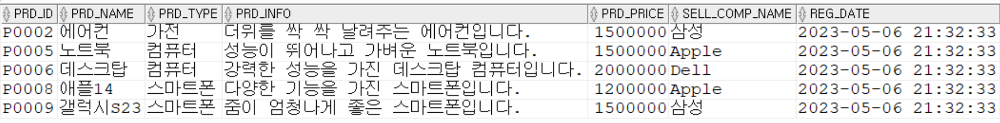 PRD_ID PRD_NAME PRD_TYPE PRD_INFO PRD_PRICE SELL_COMP_NAME REG_DATE
P0002 에어컨 가전 더위를 싹 싹 날려주는 에어컨입니다. 1500000 삼성 2023-05-06 21:32:33
P0005 노트북 컴퓨터 성능이 뛰어나고 가벼운 노트북입니다. 1500000 Apple 2023-05-06 21:32:33
P0006 데스크탑 컴퓨터 강력한 성능을 가진 데스크탑 컴퓨터입니다. 2000000 Dell 2023-05-06 21:32:33
P0008 애플14 스마트폰 다양한 기능을 가진 스마트폰입니다. 1200000 Apple 2023-05-06 21:32:33
P0009 갤럭시S23 스마트폰 줌이 엄청나게 좋은 스마트폰입니다. 1500000 삼성 2023-05-06 21:32:33